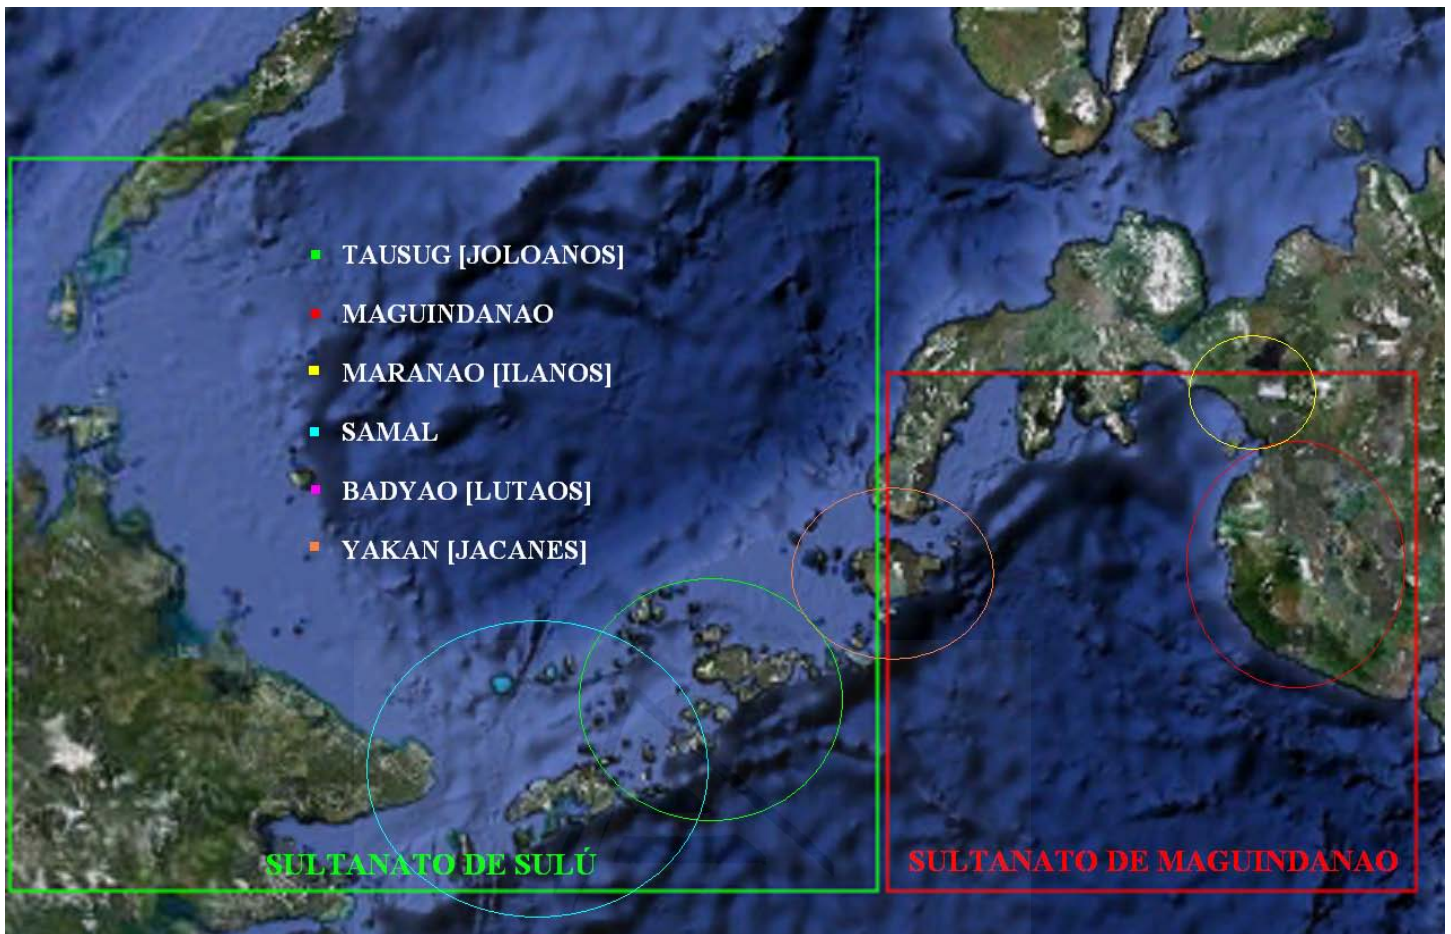 TAUSUG [JOLOANOS]
MAGUINDANAO
MARANAO [ILANOS]
SAMAL
BADYAO [LUTAOS]
YAKAN [JACANES]
SULTANATO DE SULÚ
SULTANATO DE MAGUINDANAO